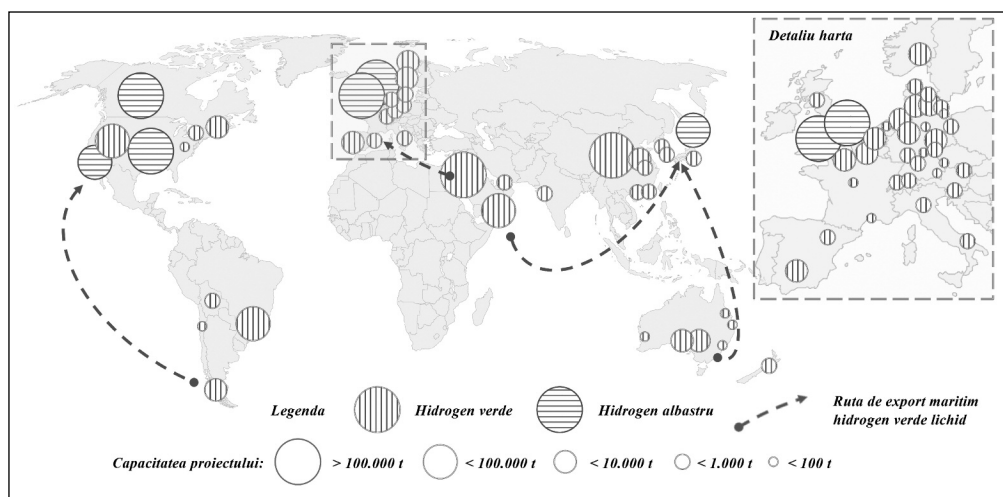 Detaliu harta
Legenda
Hidrogen verde
Hidrogen albastru
Ruta de export maritim
hidrogen verde lichid
Capacitatea proiectului:
> 100.000 t
< 100.000 t
< 10.000 t
< 1.000 t
< 100 t